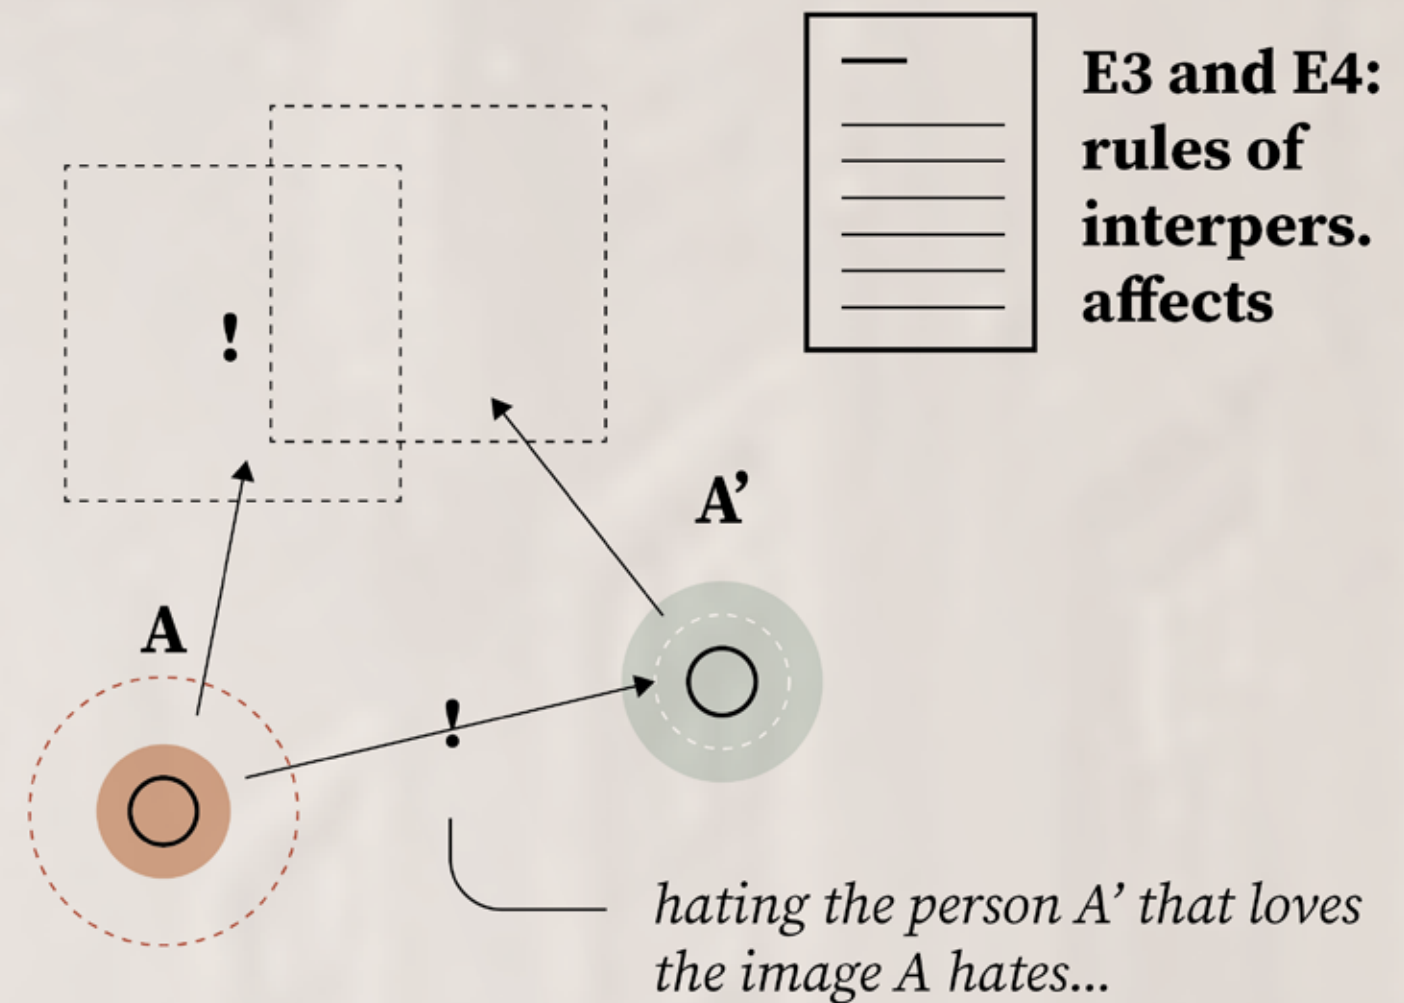 E3 and E4:
rules of
interpers.
affects
!
A’
A
!
hating the person A’ that loves
the image A hates...